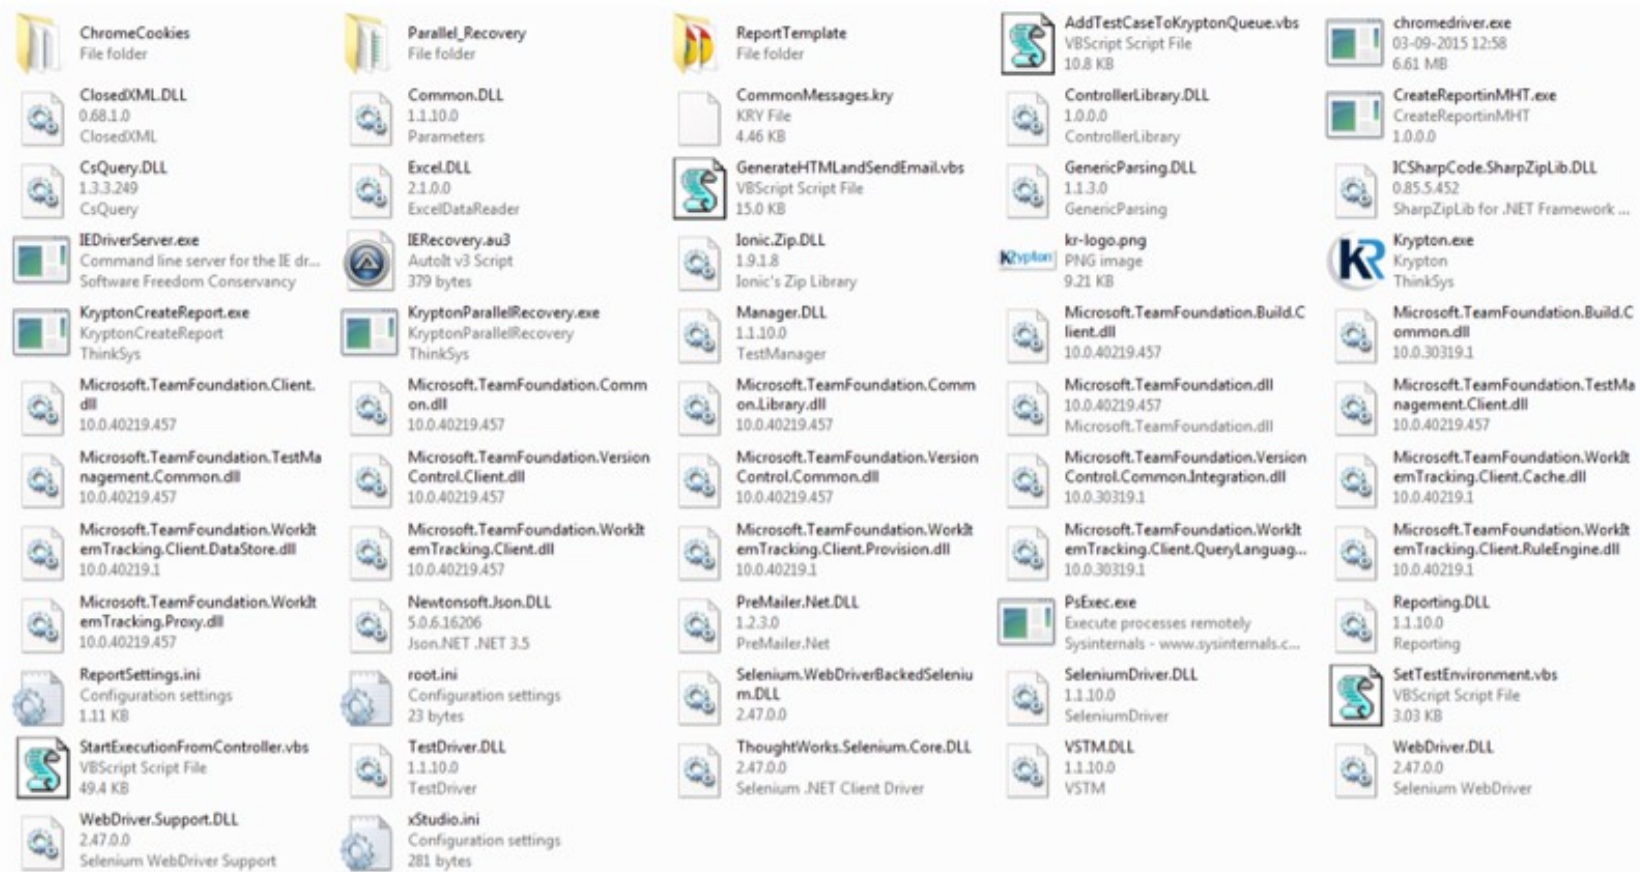 ChromeCookies
File folder
Parallel_Recovery
File folder
ReportTemplate
File folder
AddTestCaseToKryptonQueue.vbs
VBScript Script File
10.8 KB
chromedriver.exe
03-09-2015 12:58
6.61 MB
ClosedXML.DLL
0.68.1.0
ClosedXML
Common.DLL
1.1.10.0
Parameters
CommonMessages.kry
KRY File
4.46 KB
ControllerLibrary.DLL
1.0.0.0
ControllerLibrary
CreateReportinMHT.exe
CreateReportinMHT
1.0.0.0
CsQuery.DLL
1.3.3.249
CsQuery
Excel.DLL
2.1.0.0
ExcelDataReader
GenerateHTMLandSendEmail.vbs
VBScript Script File
15.0 KB
GenericParsing.DLL
1.1.3.0
GenericParsing
ICSharpCode.SharpZipLib.DLL
0.85.5.452
SharpZipLib for .NET Framework ...
IEDriverServer.exe
Command line server for the IE dr...
Software Freedom Conservancy
IERecovery.au3
AutoIt v3 Script
379 bytes
Ionic.Zip.DLL
1.9.1.8
Ionic's Zip Library
Krypton
kr-logo.png
PNG image
9.21 KB
KR
Krypton.exe
Krypton
ThinkSys
KryptonCreateReport.exe
KryptonCreateReport
ThinkSys
KryptonParallelRecovery.exe
KryptonParallelRecovery
ThinkSys
Manager.DLL
1.1.10.0
TestManager
Microsoft.TeamFoundation.Build.C
lient.dll
10.0.40219.457
Microsoft.TeamFoundation.Build.C
ommon.dll
10.0.30319.1
Microsoft.TeamFoundation.Client.
dll
10.0.40219.457
Microsoft.TeamFoundation.Comm
on.dll
10.0.40219.457
Microsoft.TeamFoundation.Comm
on.Library.dll
10.0.40219.457
Microsoft.TeamFoundation.dll
10.0.40219.457
Microsoft.TeamFoundation.dll
Microsoft.TeamFoundation.TestMa
nagement.Client.dll
10.0.40219.457
Microsoft.TeamFoundation.TestMa
nagement.Common.dll
10.0.40219.457
Microsoft.TeamFoundation.Version
Control.Client.dll
10.0.40219.457
Microsoft.TeamFoundation.Version
Control.Common.dll
10.0.40219.457
Microsoft.TeamFoundation.Version
Control.Common.Integration.dll
10.0.30319.1
Microsoft.TeamFoundation.WorkIt
emTracking.Client.Cache.dll
10.0.40219.1
Microsoft.TeamFoundation.WorkIt
emTracking.Client.DataStore.dll
10.0.40219.1
Microsoft.TeamFoundation.WorkIt
emTracking.Client.dll
10.0.40219.457
Microsoft.TeamFoundation.WorkIt
emTracking.Client.Provision.dll
10.0.40219.1
Microsoft.TeamFoundation.WorkIt
emTracking.Client.QueryLanguag...
10.0.30319.1
Microsoft.TeamFoundation.WorkIt
emTracking.Client.RuleEngine.dll
10.0.40219.1
Microsoft.TeamFoundation.WorkIt
emTracking.Proxy.dll
10.0.40219.457
Newtonsoft.Json.DLL
5.0.6.16206
Json.NET .NET 3.5
PreMailer.Net.DLL
1.2.3.0
PreMailer.Net
PsExec.exe
Execute processes remotely
Sysinternals - www.sysinternals.c...
Reporting.DLL
1.1.10.0
Reporting
ReportSettings.ini
Configuration settings
1.11 KB
root.ini
Configuration settings
23 bytes
Selenium.WebDriverBackedSeleniu
m.DLL
2.47.0.0
SeleniumDriver.DLL
1.1.10.0
SeleniumDriver
SetTestEnvironment.vbs
VBScript Script File
3.03 KB
StartExecutionFromController.vbs
VBScript Script File
49.4 KB
TestDriver.DLL
1.1.10.0
TestDriver
ThoughtWorks.Selenium.Core.DLL
2.47.0.0
Selenium .NET Client Driver
VSTM.DLL
1.1.10.0
VSTM
WebDriver.DLL
2.47.0.0
Selenium WebDriver
WebDriver.Support.DLL
2.47.0.0
Selenium WebDriver Support
xStudio.ini
Configuration settings
281 bytes